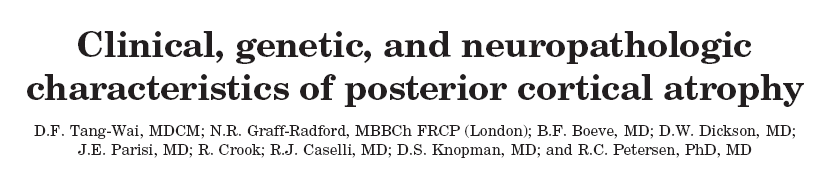 Clinical, genetic, and neuropathologic
characteristics of posterior cortical atrophy
D.F. Tang-Wai, MDCM; N.R. Graff-Radford, MBBCh FRCP (London); B.F. Boeve, MD; D.W. Dickson, MD;
J.E. Parisi, MD; R. Crook; R.J. Caselli, MD; D.S. Knopman, MD; and R.C. Petersen, PhD, MD